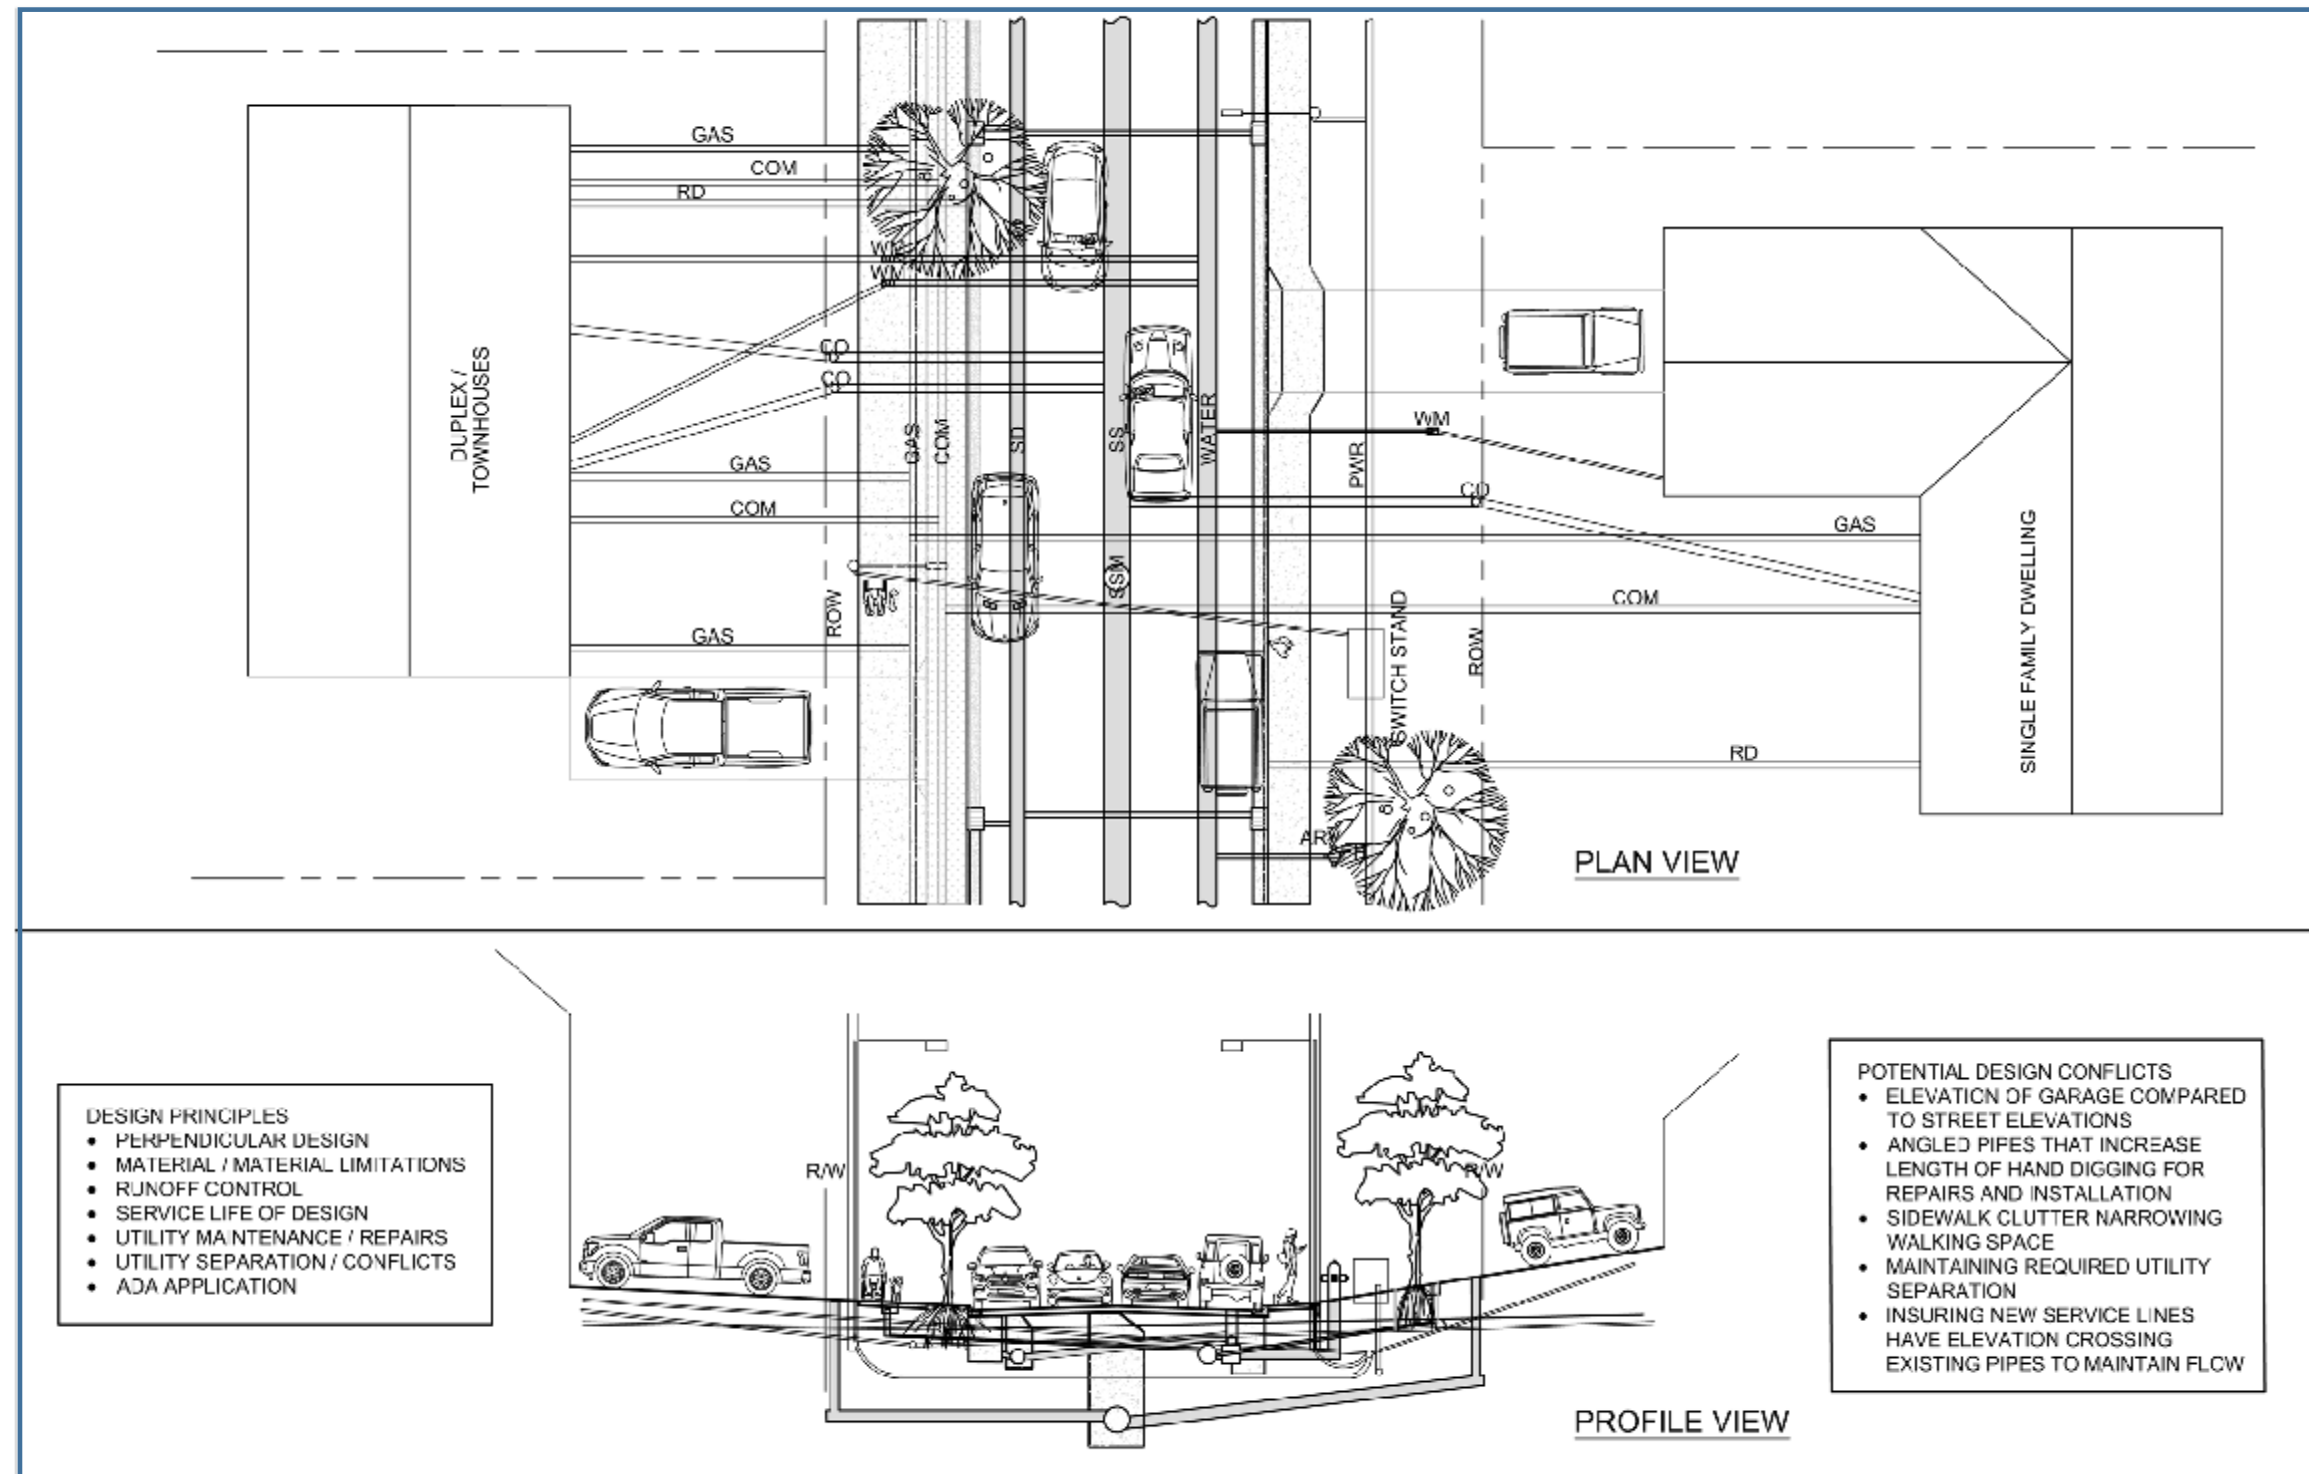 GAS
COM
RD
WM
WM
CO
CO
DUPLEX /
TOWNHOUSES
GAS
COM
SD
SS
WATER
PWR
WM
CO
GAS
GAS
COM
SSM
COM
ROW
GAS
SWITCH STAND
ROW
SINGLE FAMILY DWELLING
RD
PLAN VIEW
DESIGN PRINCIPLES
• PERPENDICULAR DESIGN
• MATERIAL / MATERIAL LIMITATIONS
• RUNOFF CONTROL
• SERVICE LIFE OF DESIGN
• UTILITY MAINTENANCE / REPAIRS
• UTILITY SEPARATION / CONFLICTS
• ADA APPLICATION
R/W
R/W
POTENTIAL DESIGN CONFLICTS
• ELEVATION OF GARAGE COMPARED
TO STREET ELEVATIONS
• ANGLED PIPES THAT INCREASE
LENGTH OF HAND DIGGING FOR
REPAIRS AND INSTALLATION
• SIDEWALK CLUTTER NARROWING
WALKING SPACE
• MAINTAINING REQUIRED UTILITY
SEPARATION
• INSURING NEW SERVICE LINES
HAVE ELEVATION CROSSING
EXISTING PIPES TO MAINTAIN FLOW
PROFILE VIEW